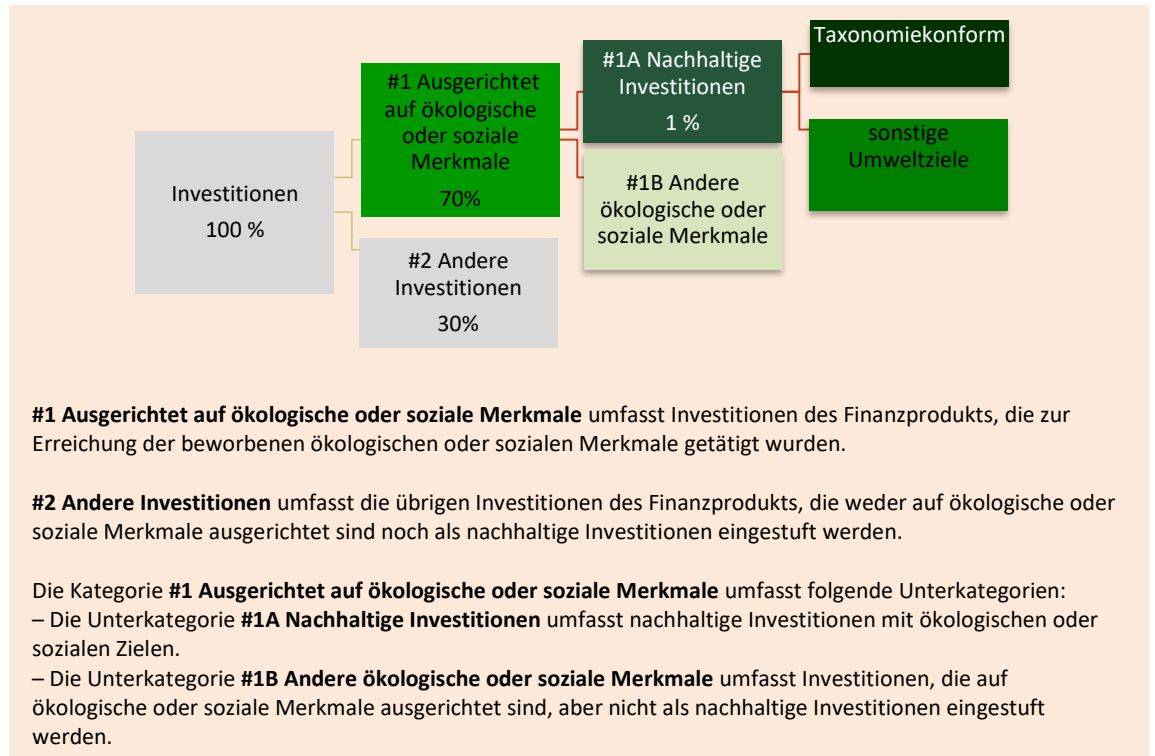 Investitionen
100 %
#1 Ausgerichtet
auf ökologische
oder soziale
Merkmale
70%
#2 Andere
Investitionen
30%
#1A Nachhaltige
Investitionen
1 %
#1B Andere
ökologische oder
soziale Merkmale
Taxonomiekonform
sonstige
Umweltziele
#1 Ausgerichtet auf ökologische oder soziale Merkmale umfasst Investitionen des Finanzprodukts, die zur
Erreichung der beworbenen ökologischen oder sozialen Merkmale getätigt wurden.
#2 Andere Investitionen umfasst die übrigen Investitionen des Finanzprodukts, die weder auf ökologische oder
soziale Merkmale ausgerichtet sind noch als nachhaltige Investitionen eingestuft werden.
Die Kategorie #1 Ausgerichtet auf ökologische oder soziale Merkmale umfasst folgende Unterkategorien:
– Die Unterkategorie #1A Nachhaltige Investitionen umfasst nachhaltige Investitionen mit ökologischen oder
sozialen Zielen.
– Die Unterkategorie #1B Andere ökologische oder soziale Merkmale umfasst Investitionen, die auf
ökologische oder soziale Merkmale ausgerichtet sind, aber nicht als nachhaltige Investitionen eingestuft
werden.